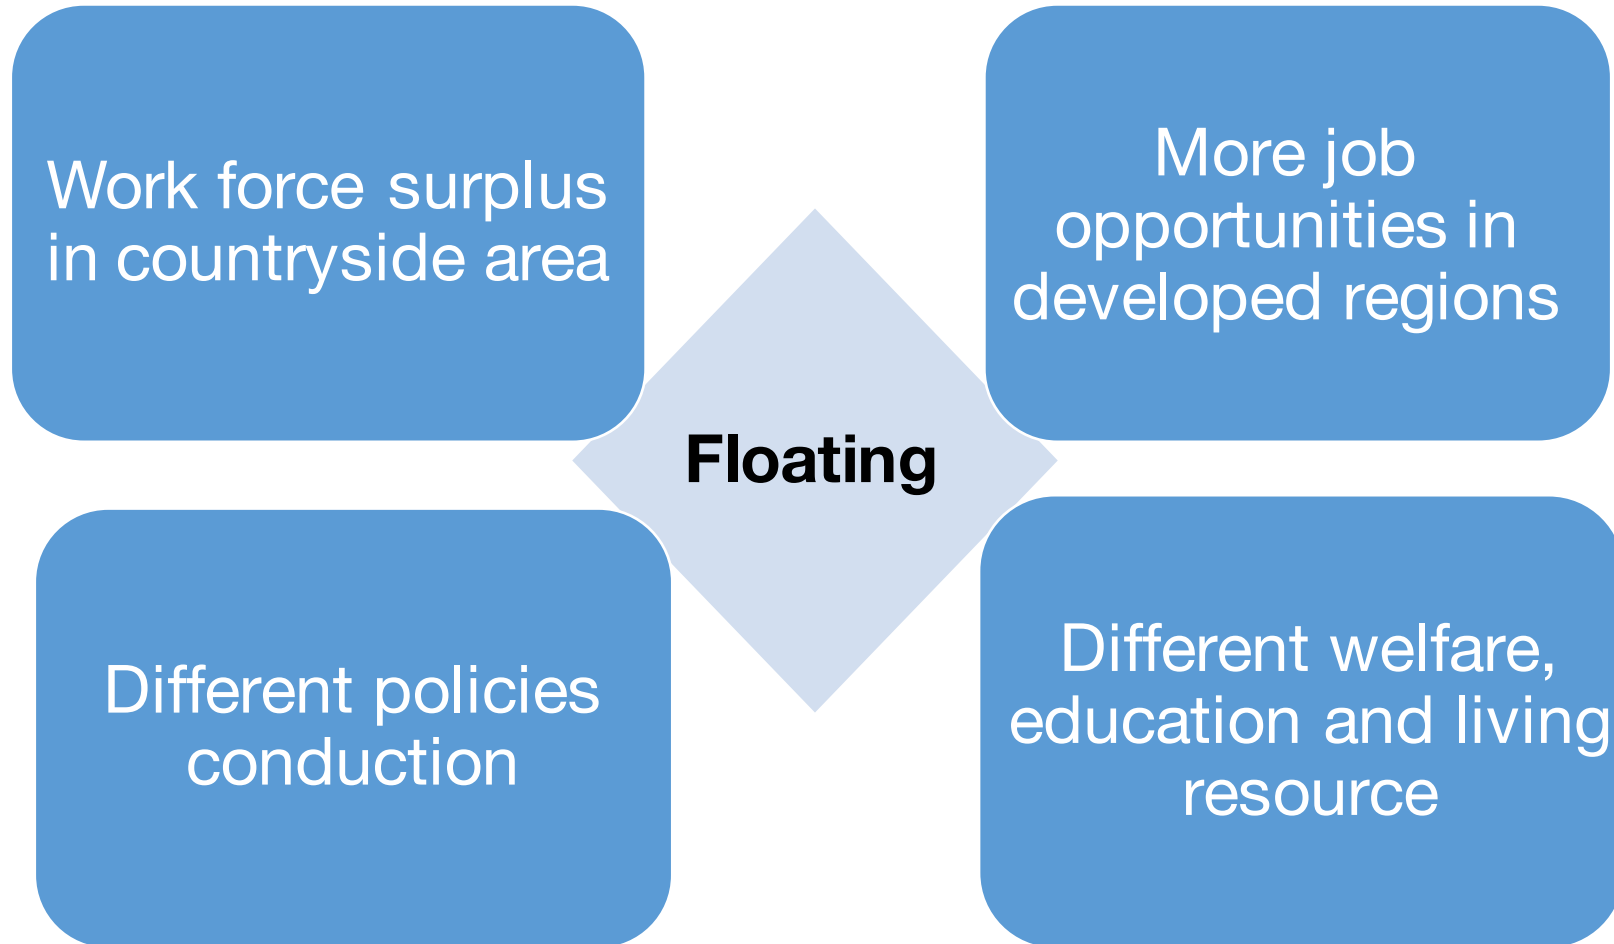 Work force surplus
in countryside area
More job
opportunities in
developed regions
Floating
Different policies
conduction
Different welfare,
education and living
resource